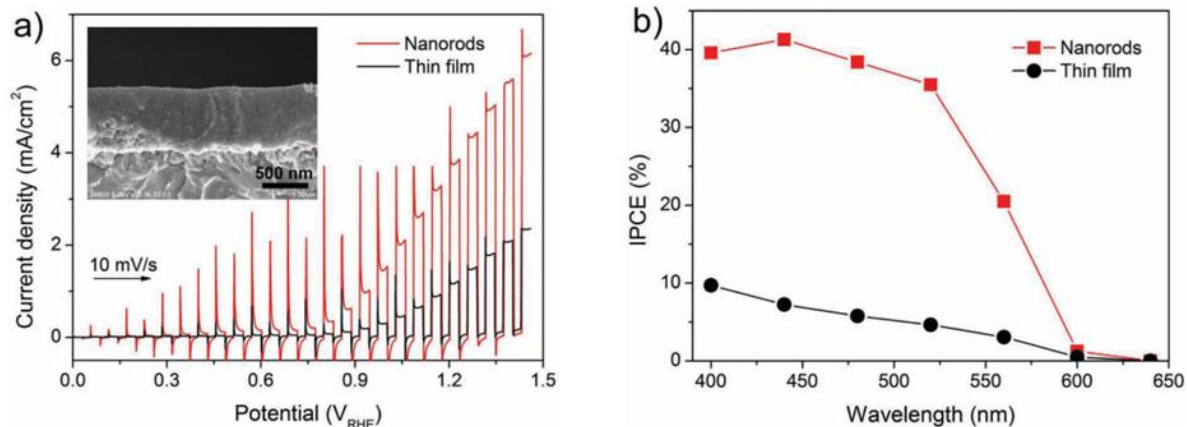 a)
Nanorods
Thin film
500 nm
10 mV/s
Current density (mA/cm²)
6
4
2
0
0.0 0.3 0.6 0.9 1.2 1.5
Potential (V_RHE)
b)
Nanorods
Thin film
IPCE (%)
40
30
20
10
0
400 450 500 550 600 650
Wavelength (nm)